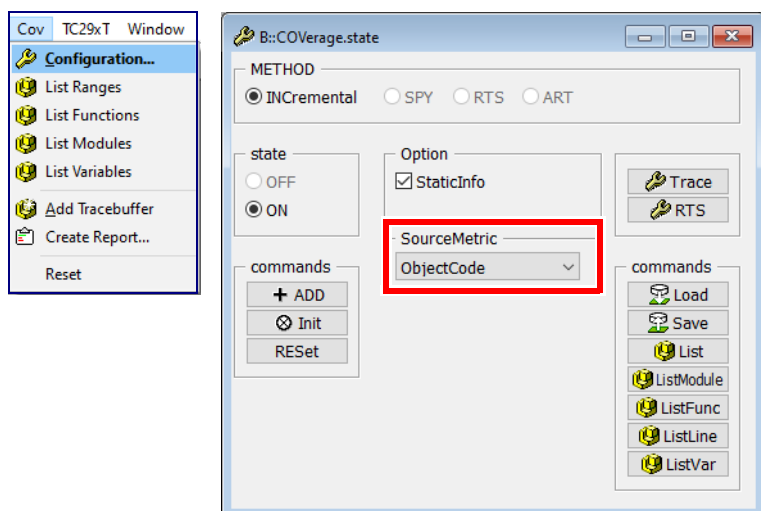 Cov TC29xT Window
Configuration...
List Ranges
List Functions
List Modules
List Variables
Add Tracebuffer
Create Report...
Reset
B::COVerage.state
METHOD
INCremental SPY RTS ART
state
OFF
ON
Option
StaticInfo
Trace
RTS
SourceMetric
ObjectCode
commands
+ ADD
Init
RESet
commands
Load
Save
List
ListModule
ListFunc
ListLine
ListVar